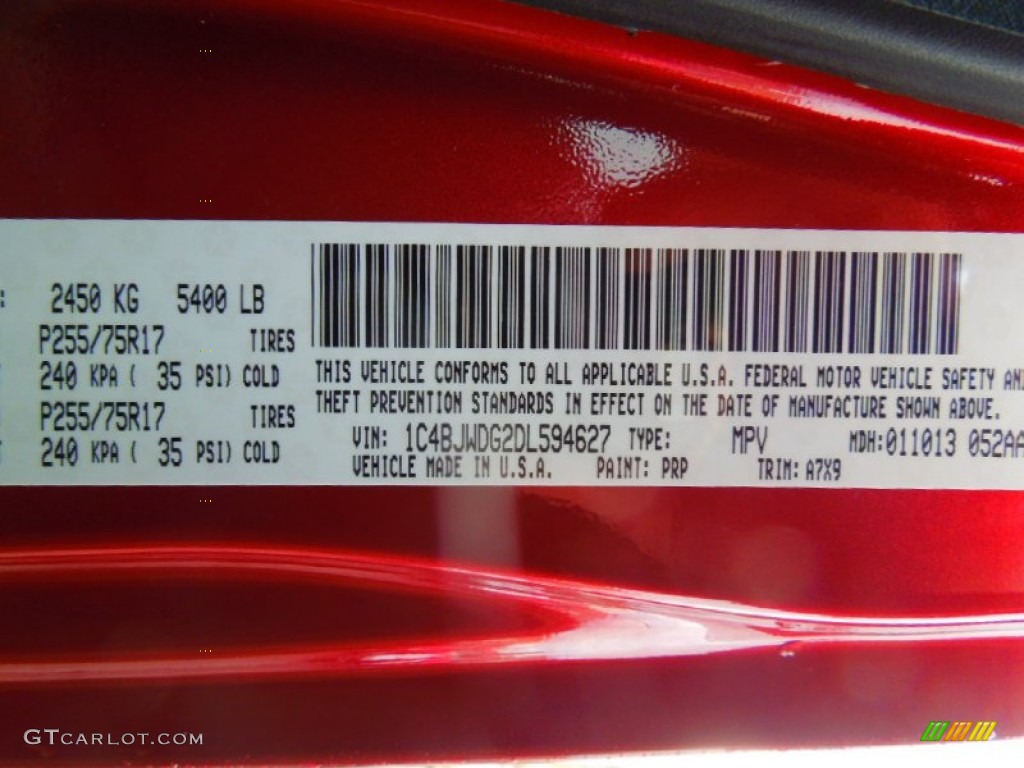 : 2450 KG 5400 LB
P255/75R17 TIRES
240 KPA ( 35 PSI) COLD
P255/75R17 TIRES
240 KPA ( 35 PSI) COLD
THIS VEHICLE CONFORMS TO ALL APPLICABLE U.S.A. FEDERAL MOTOR VEHICLE SAFETY AN
THEFT PREVENTION STANDARDS IN EFFECT ON THE DATE OF MANUFACTURE SHOWN ABOVE.
VIN: 1C4BJWDG2DL594627 TYPE: MPV MDH:011013 052AA
VEHICLE MADE IN U.S.A. PAINT: PRP TRIM: A7X9
GTCARLOT.COM